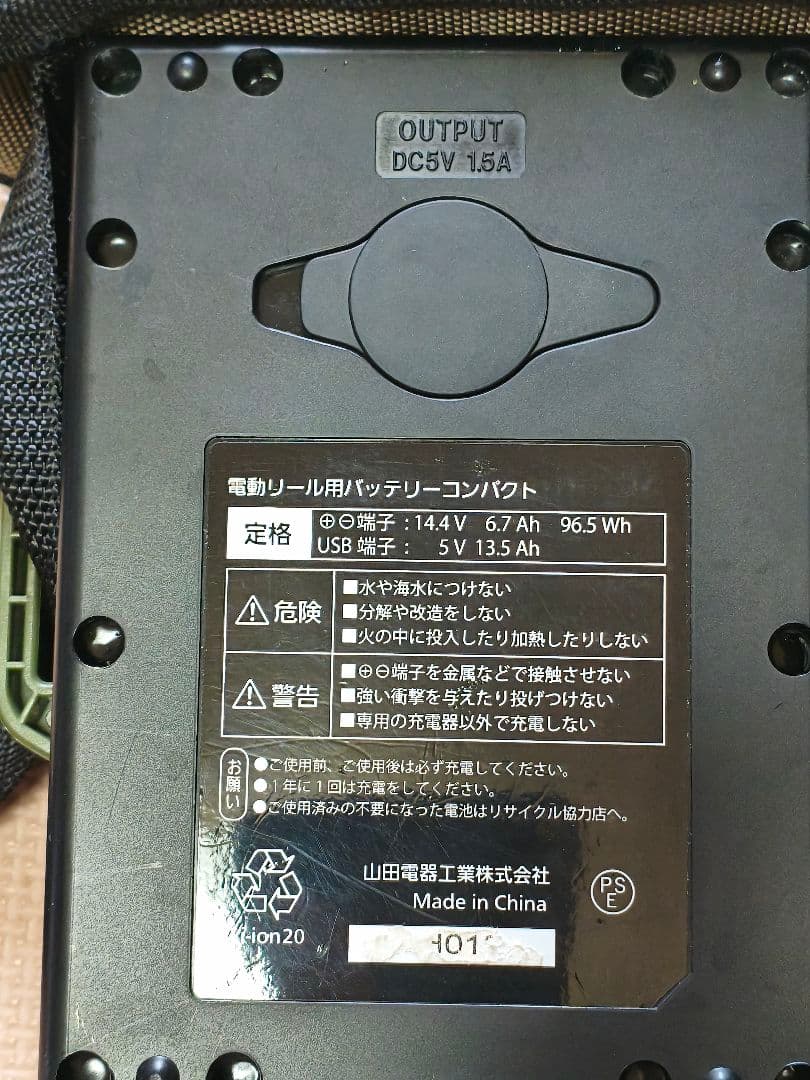 OUTPUT
DC5V 1.5A
電動リール用バッテリーコンパクト
定格
⊕⊖端子 : 14.4 V 6.7 Ah 96.5 Wh
USB 端子 : 5 V 13.5 Ah
⚠危険
■水や海水につけない
■分解や改造をしない
■火の中に投入したり加熱したりしない
⚠警告
■⊕⊖端子を金属などで接触させない
■強い衝撃を与えたり投げつけない
■専用の充電器以外で充電しない
お願い
●ご使用前、ご使用後は必ず充電してください。
●1年に1回は充電をしてください。
●ご使用済みの不要になった電池はリサイクル協力店へ。
山田電器工業株式会社
Made in China
PS
E
-ion20